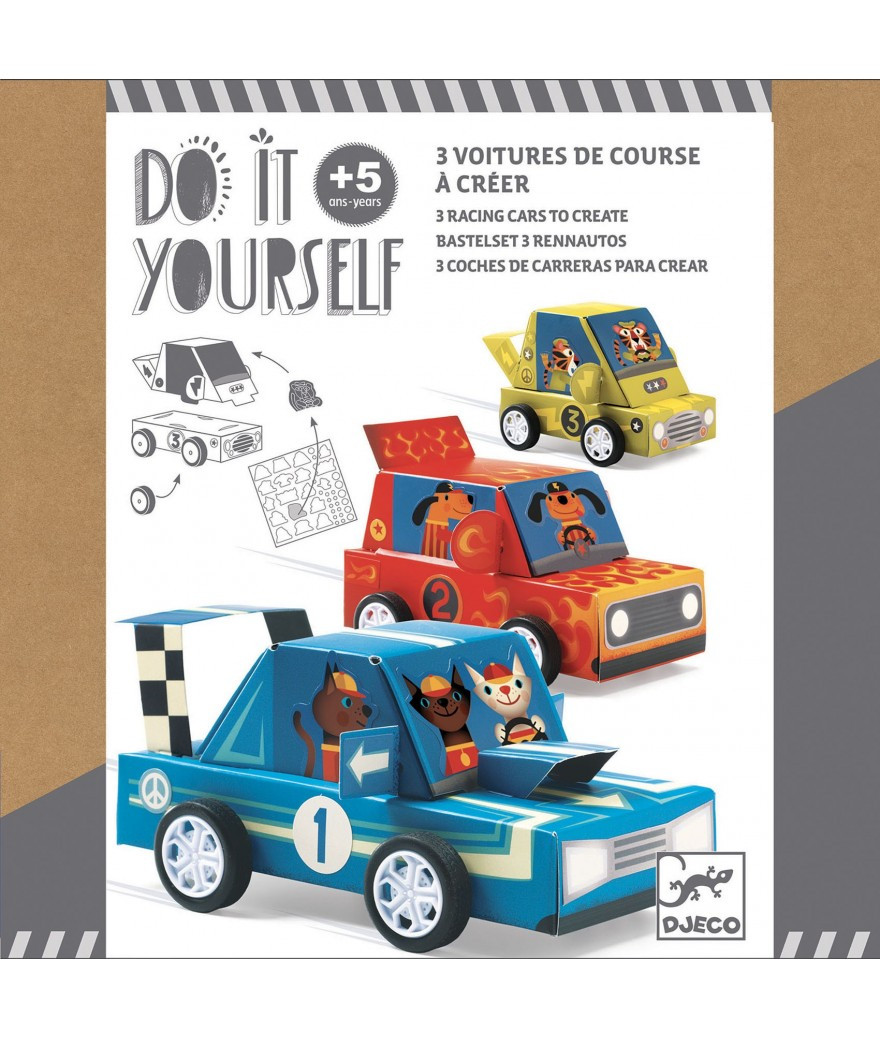 DO IT
YOURSELF
+5
ans-years
3 VOITURES DE COURSE
À CRÉER
3 RACING CARS TO CREATE
BASTELSET 3 RENNAUTOS
3 COCHES DE CARRERAS PARA CREAR
3
3
2
1
DJECO